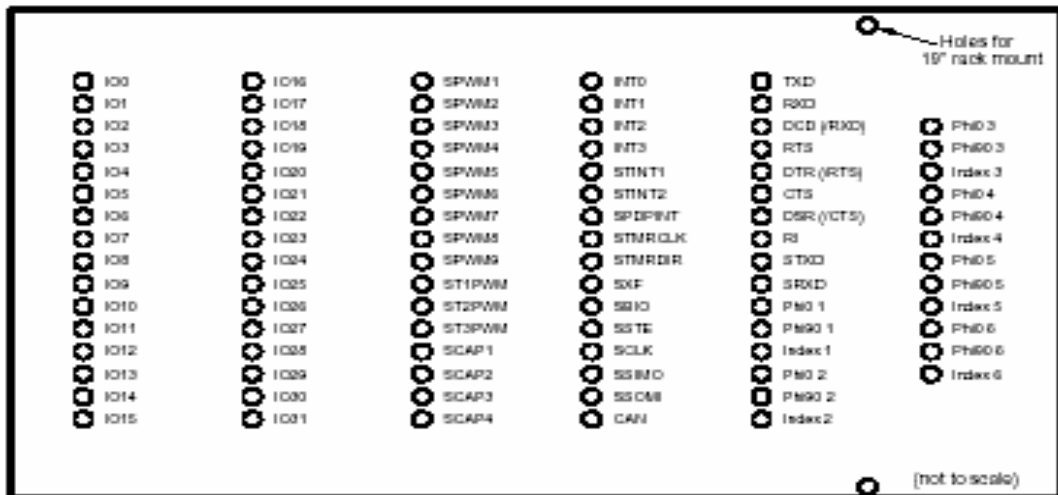 Holes for
19" rack mount
IO0
IO1
IO2
IO3
IO4
IO5
IO6
IO7
IO8
IO9
IO10
IO11
IO12
IO13
IO14
IO15
IO16
IO17
IO18
IO19
IO20
IO21
IO22
IO23
IO24
IO25
IO26
IO27
IO28
IO29
IO30
IO31
SPWM1
SPWM2
SPWM3
SPWM4
SPWM5
SPWM6
SPWM7
SPWM8
SPWM9
ST1PWM
ST2PWM
ST3PWM
SCAP1
SCAP2
SCAP3
SCAP4
INT0
INT1
INT2
INT3
STINT1
STINT2
SPDPINT
STMRCLK
STMRDIR
SXF
SBIO
SSTE
SCLK
SSIMO
SSOMI
CAN
TXD
RXD
DCD (/RXD)
RTS
DTR (/RTS)
CTS
DSR (/CTS)
RI
STXD
SRXD
Phi0 1
Phi90 1
Index 1
Phi0 2
Phi90 2
Index 2
Phi0 3
Phi90 3
Index 3
Phi0 4
Phi90 4
Index 4
Phi0 5
Phi90 5
Index 5
Phi0 6
Phi90 6
Index 6
(not to scale)